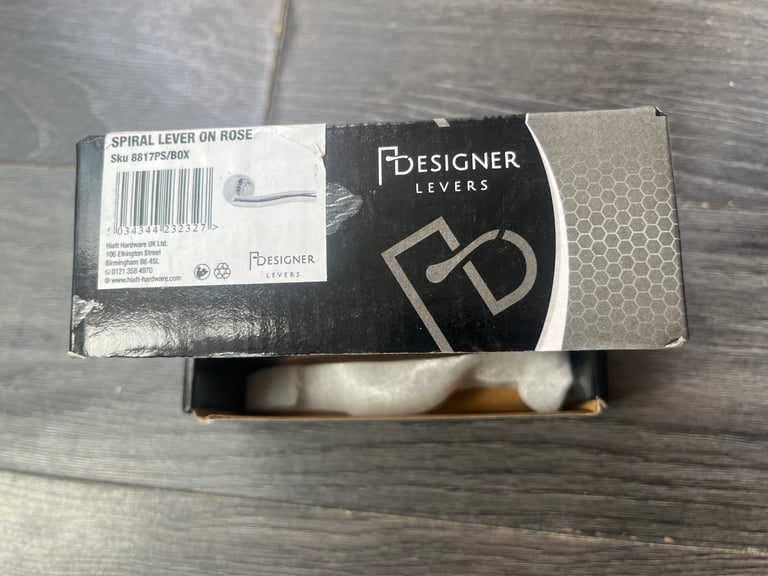 SPIRAL LEVER ON ROSE
Sku 8817PS/BOX
5 034344 232327 >
Hiatt Hardware UK Ltd.
106 Elkington Street
Birmingham B6 4SL
0121 358 4970
www.hiatt-hardware.com
DESIGNER
LEVERS
DESIGNER
LEVERS